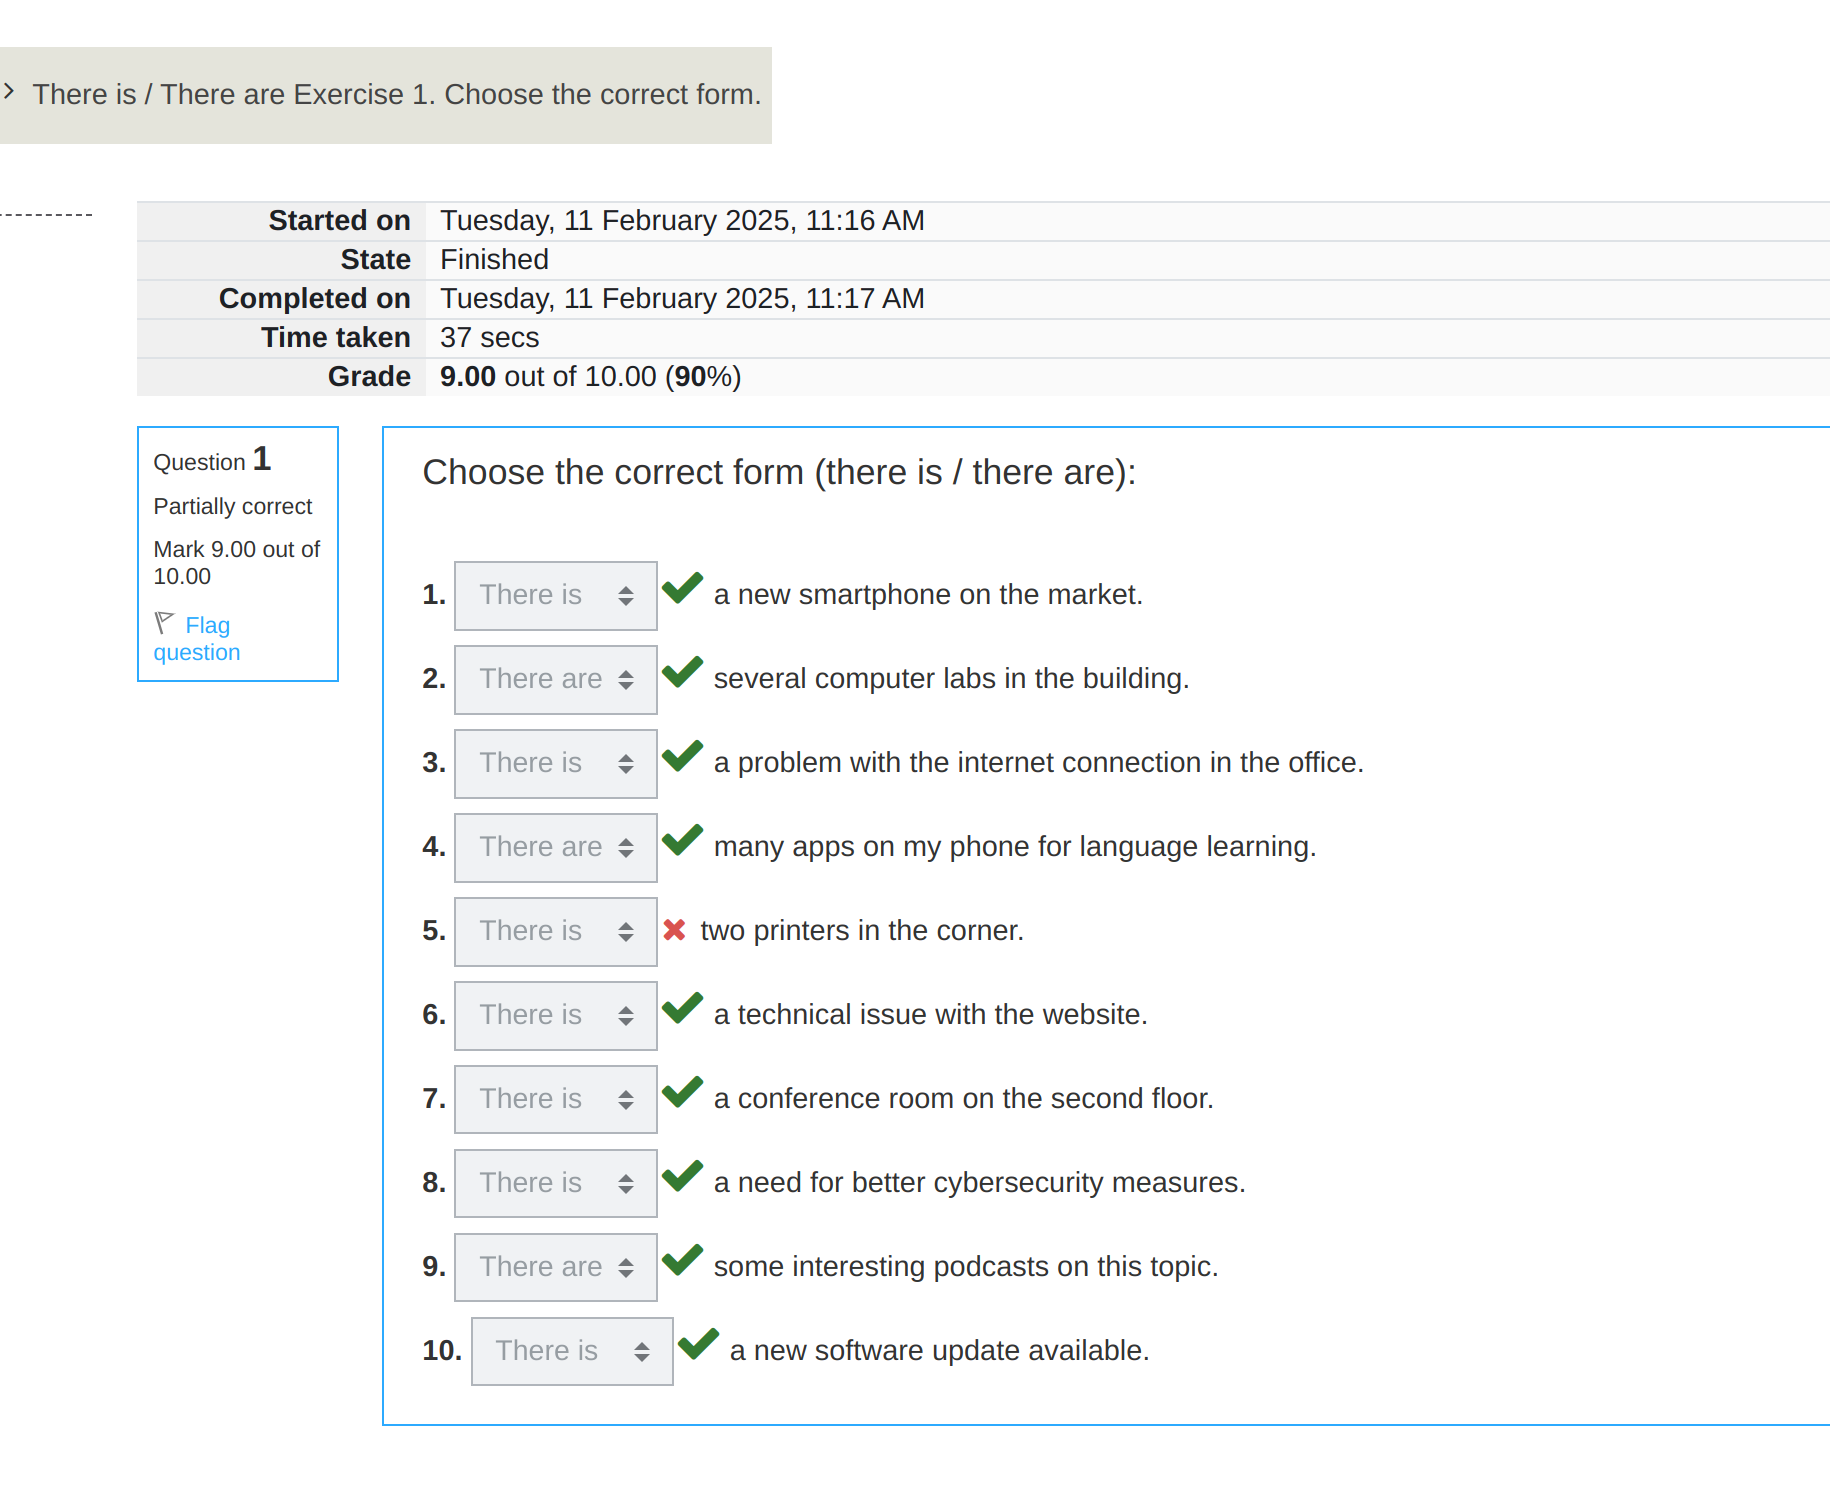 There is / There are Exercise 1. Choose the correct form.
Started on Tuesday, 11 February 2025, 11:16 AM
State Finished
Completed on Tuesday, 11 February 2025, 11:17 AM
Time taken 37 secs
Grade 9.00 out of 10.00 (90%)
Question 1
Partially correct
Mark 9.00 out of
10.00
Flag
question
Choose the correct form (there is / there are):
1. There is a new smartphone on the market.
2. There are several computer labs in the building.
3. There is a problem with the internet connection in the office.
4. There are many apps on my phone for language learning.
5. There is two printers in the corner.
6. There is a technical issue with the website.
7. There is a conference room on the second floor.
8. There is a need for better cybersecurity measures.
9. There are some interesting podcasts on this topic.
10. There is a new software update available.